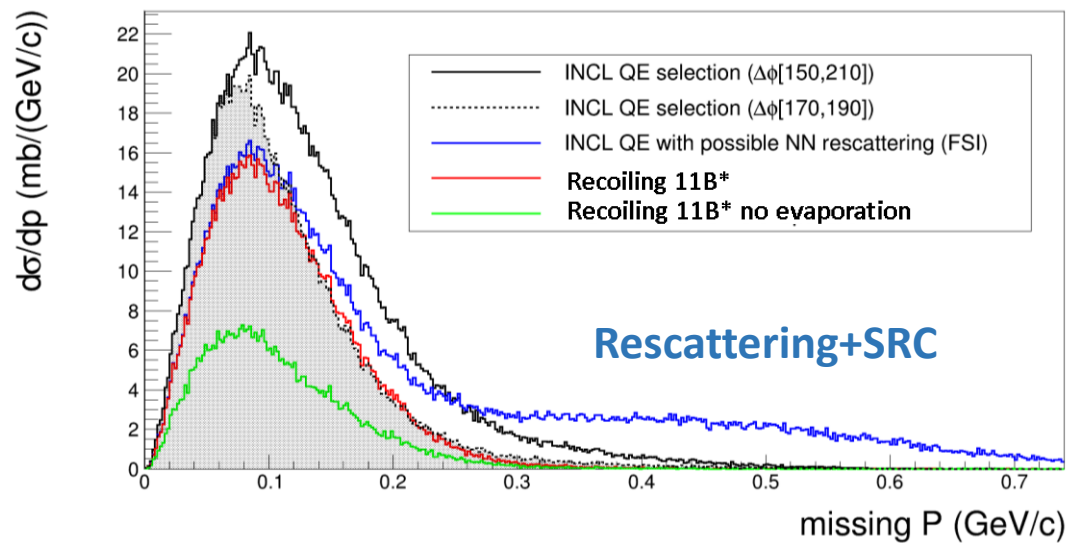 dσ/dp (mb/(GeV/c))
22
20
18
16
14
12
10
8
6
4
2
0
INCL QE selection (Δϕ[150,210])
INCL QE selection (Δϕ[170,190])
INCL QE with possible NN rescattering (FSI)
Recoiling 11B*
Recoiling 11B* no evaporation
Rescattering+SRC
0 0.1 0.2 0.3 0.4 0.5 0.6 0.7
missing P (GeV/c)